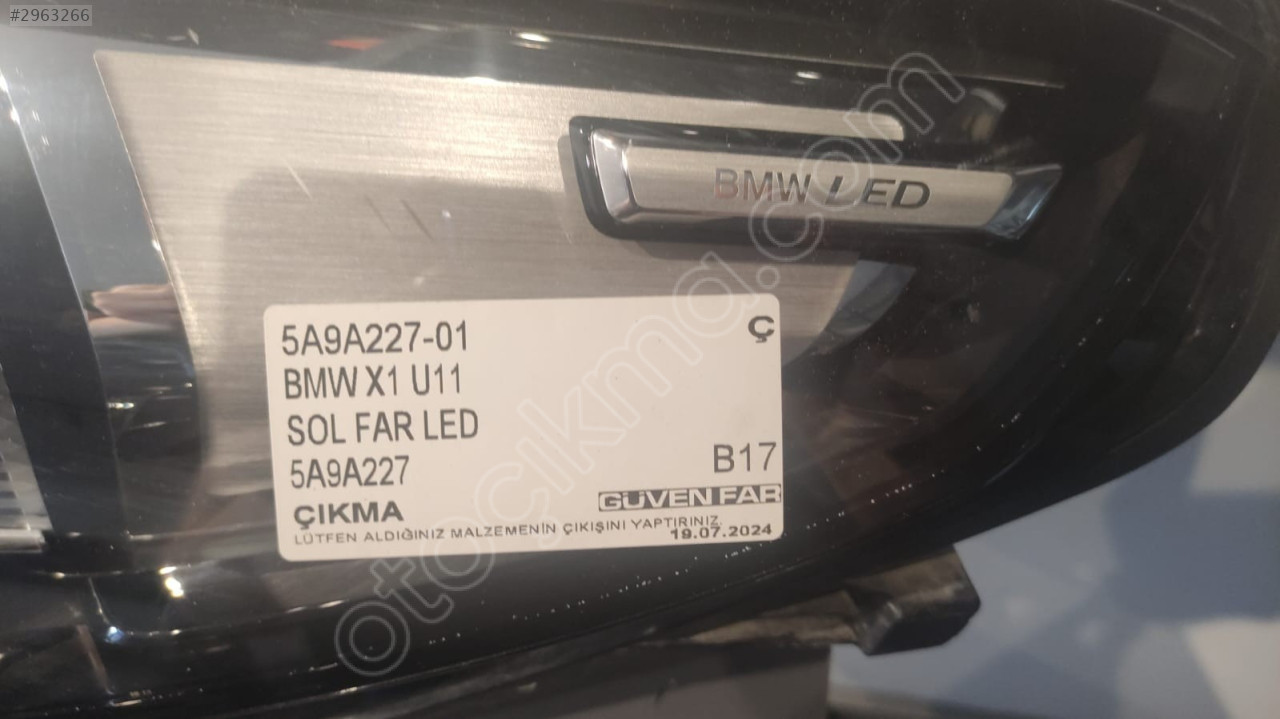 #2963266
BMW LED
5A9A227-01
Ç
BMW X1 U11
SOL FAR LED
5A9A227
B17
ÇIKMA
GÜVEN FAR
LÜTFEN ALDIĞINIZ MALZEMENİN ÇIKIŞINI YAPTIRINIZ.
19.07.2024
otoçıkma.com